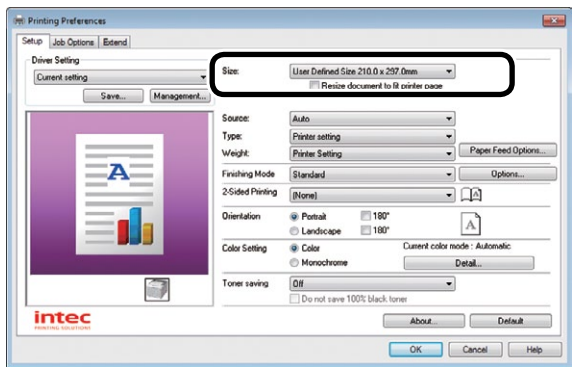 Printing Preferences
Setup Job Options Extend
Driver Setting
Current setting
Save... Management...
Size: User Defined Size 210.0 x 297.0mm
Resize document to fit printer page
Source: Auto
Type: Printer setting
Weight: Printer Setting Paper Feed Options...
Finishing Mode Standard Options...
2-Sided Printing [None]
Orientation Portrait 180°
Landscape 180°
Color Setting Color Current color mode : Automatic
Monochrome Detail...
Toner saving Off
Do not save 100% black toner
A
A
A
intec
PRINTING SOLUTIONS
About... Default
OK Cancel Help